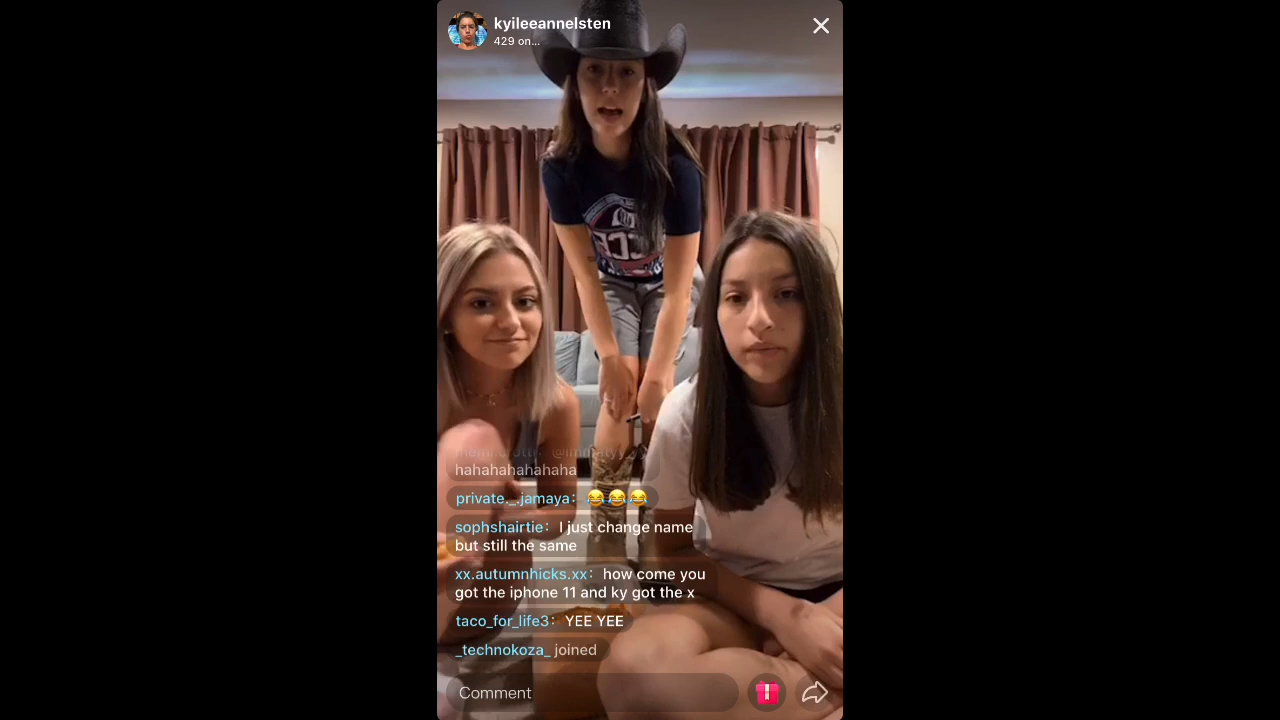 kyileeannelsten
429 on...
hahahahahahaha
private._.jamaya: 😂😂😂
sophshairtie: I just change name
but still the same
xx.autumnhicks.xx: how come you
got the iphone 11 and ky got the x
taco_for_life3: YEE YEE
_technokoza_ joined
Comment